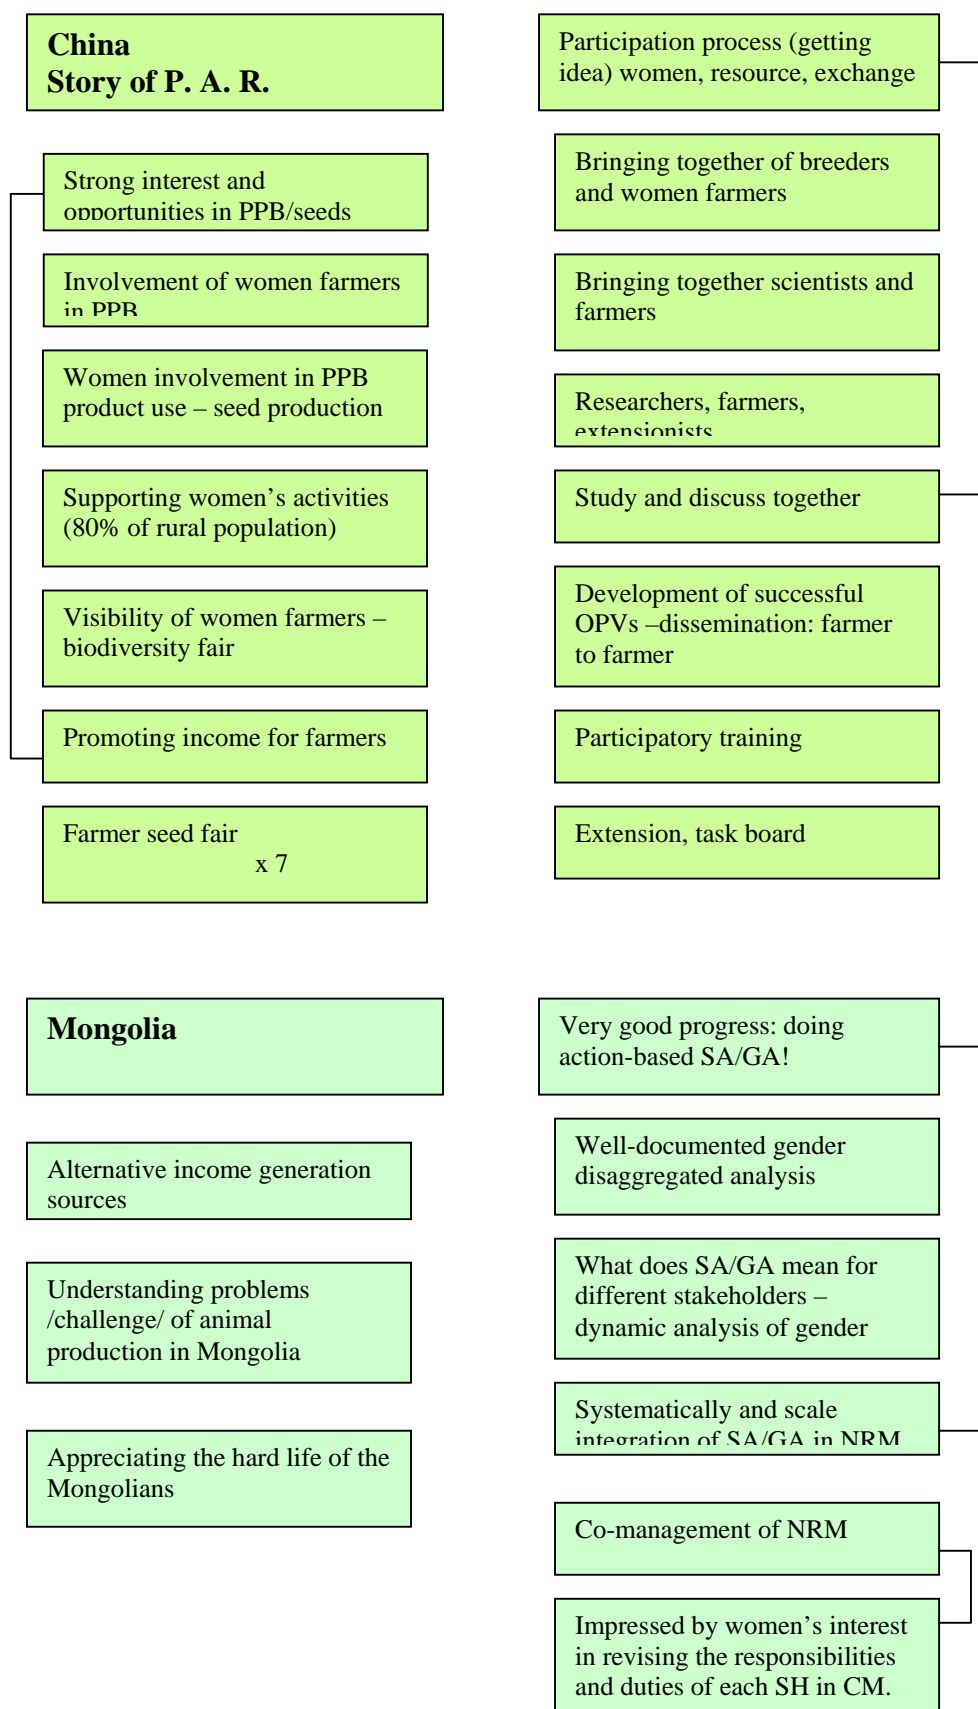 China
Story of P. A. R.
Strong interest and
opportunities in PPB/seeds
Involvement of women farmers
in PPB
Women involvement in PPB
product use – seed production
Supporting women’s activities
(80% of rural population)
Visibility of women farmers –
biodiversity fair
Promoting income for farmers
Farmer seed fair
x 7
Participation process (getting
idea) women, resource, exchange
Bringing together of breeders
and women farmers
Bringing together scientists and
farmers
Researchers, farmers,
extensionists
Study and discuss together
Development of successful
OPVs –dissemination: farmer
to farmer
Participatory training
Extension, task board
Mongolia
Alternative income generation
sources
Understanding problems
/challenge/ of animal
production in Mongolia
Appreciating the hard life of the
Mongolians
Very good progress: doing
action-based SA/GA!
Well-documented gender
disaggregated analysis
What does SA/GA mean for
different stakeholders –
dynamic analysis of gender
Systematically and scale
integration of SA/GA in NRM
Co-management of NRM
Impressed by women’s interest
in revising the responsibilities
and duties of each SH in CM.